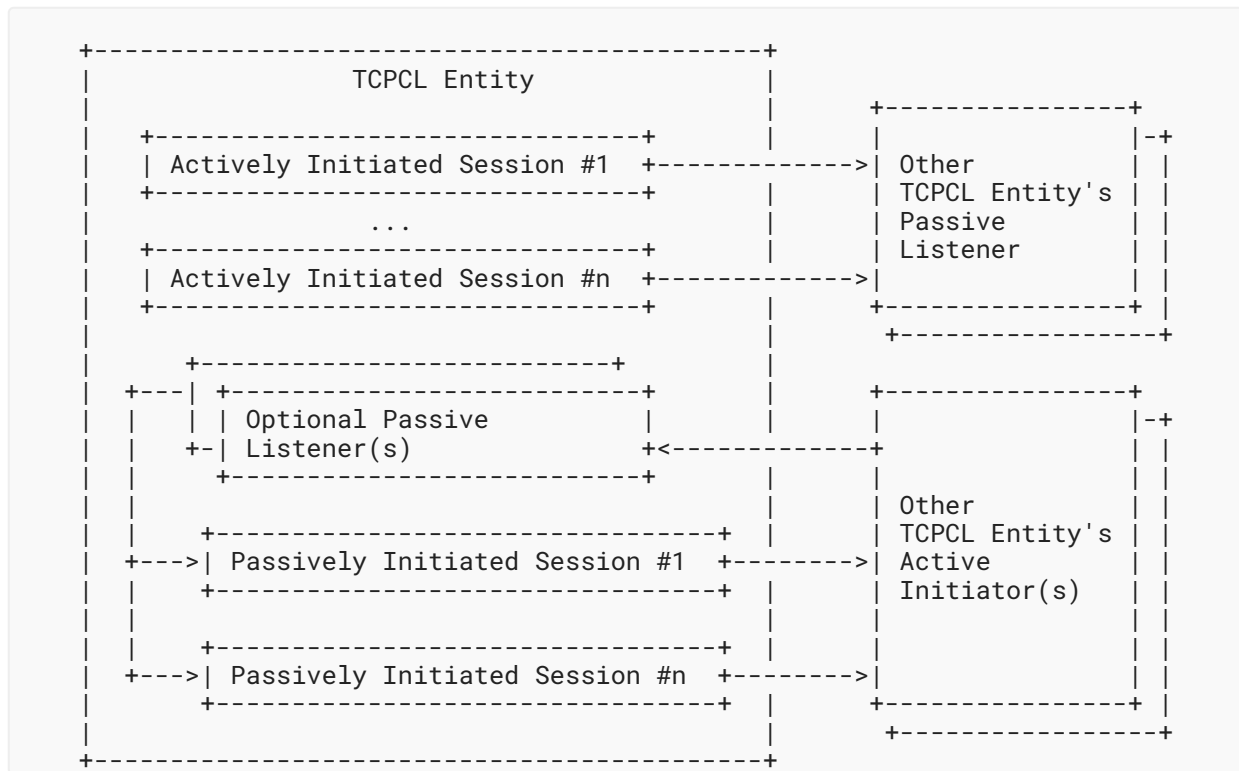 TCPCL Entity
Actively Initiated Session #1
Other
TCPCL Entity's
Passive
Listener
...
Actively Initiated Session #n
Optional Passive
Listener(s)
Other
TCPCL Entity's
Active
Initiator(s)
Passively Initiated Session #1
Passively Initiated Session #n